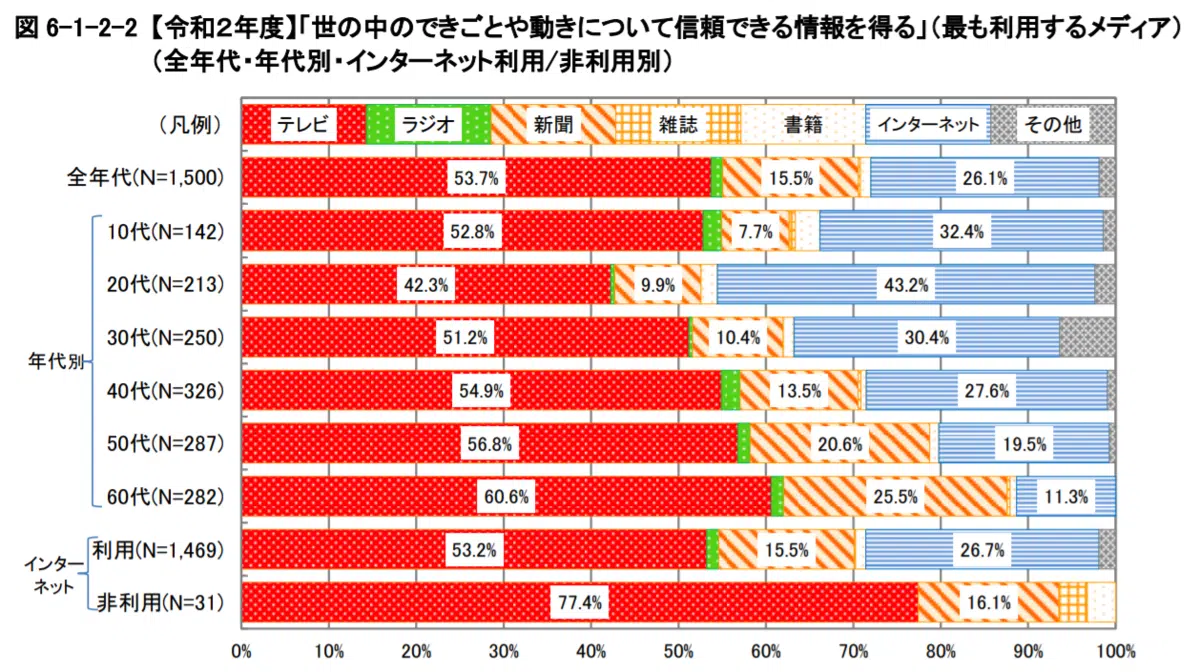 図 6-1-2-2 【令和２年度】「世の中のできごとや動きについて信頼できる情報を得る」（最も利用するメディア）
（全年代・年代別・インターネット利用/非利用別）
（凡例） テレビ ラジオ 新聞 雑誌 書籍 インターネット その他
全年代(N=1,500) 53.7% 15.5% 26.1%
10代(N=142) 52.8% 7.7% 32.4%
20代(N=213) 42.3% 9.9% 43.2%
30代(N=250) 51.2% 10.4% 30.4%
年代別
40代(N=326) 54.9% 13.5% 27.6%
50代(N=287) 56.8% 20.6% 19.5%
60代(N=282) 60.6% 25.5% 11.3%
利用(N=1,469) 53.2% 15.5% 26.7%
インター
ネット
非利用(N=31) 77.4% 16.1%
0% 10% 20% 30% 40% 50% 60% 70% 80% 90% 100%